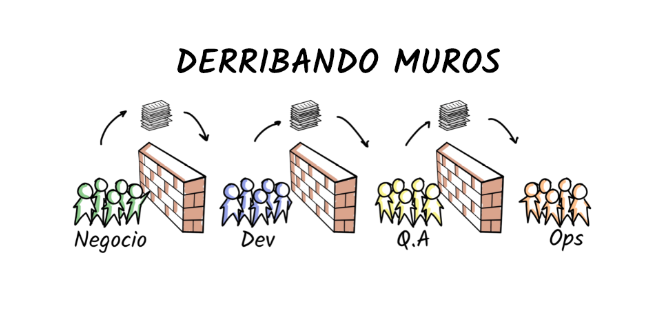 DERRIBANDO MUROS
Negocio
Dev
Q.A
Ops